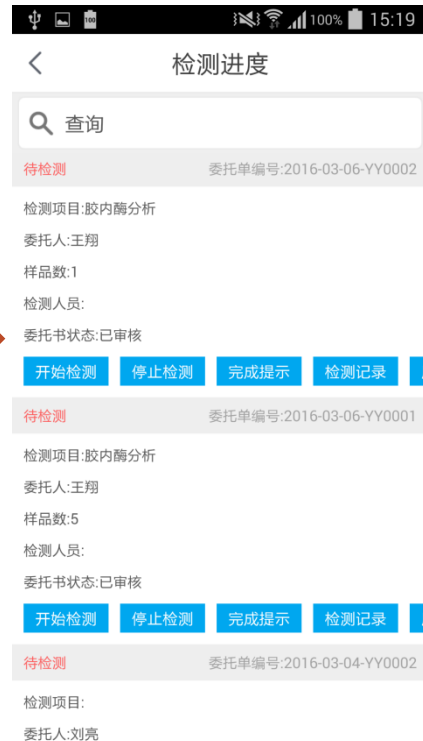 100 100% 15:19
检测进度
查询
待检测 委托单编号:2016-03-06-YY0002
检测项目:胶内酶分析
委托人:王翔
样品数:1
检测人员:
委托书状态:已审核
开始检测 停止检测 完成提示 检测记录
待检测 委托单编号:2016-03-06-YY0001
检测项目:胶内酶分析
委托人:王翔
样品数:5
检测人员:
委托书状态:已审核
开始检测 停止检测 完成提示 检测记录
待检测 委托单编号:2016-03-04-YY0002
检测项目:
委托人:刘亮